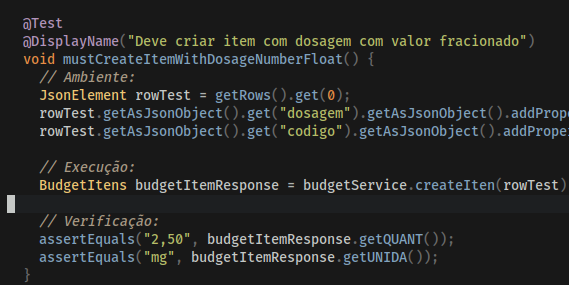 @Test
@DisplayName("Deve criar item com dosagem com valor fracionado")
void mustCreateItemWithDosageNumberFloat() {
// Ambiente:
JsonElement rowTest = getRows().get(0);
rowTest.getAsJsonObject().get("dosagem").getAsJsonObject().addProp
rowTest.getAsJsonObject().get("codigo").getAsJsonObject().addProper
// Execução:
BudgetItens budgetItemResponse = budgetService.createIten(rowTest)
// Verificação:
assertEquals("2,50", budgetItemResponse.getQUANT());
assertEquals("mg", budgetItemResponse.getUNIDA());
}